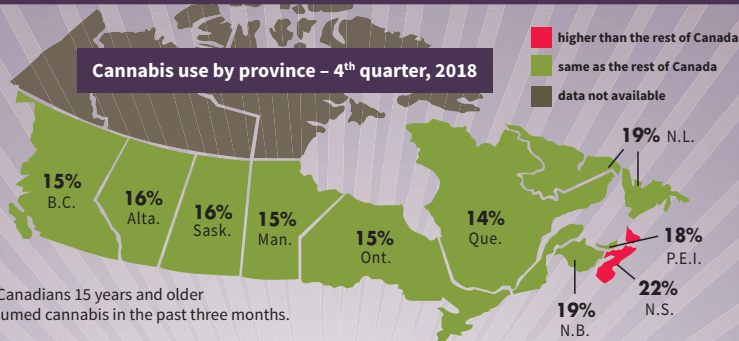 Cannabis use by province – 4th quarter, 2018
higher than the rest of Canada
same as the rest of Canada
data not available
15%
B.C.
16%
Alta.
16%
Sask.
15%
Man.
15%
Ont.
14%
Que.
19% N.L.
18%
P.E.I.
22%
N.S.
19%
N.B.
Canadians 15 years and older
cannabis in the past three months.